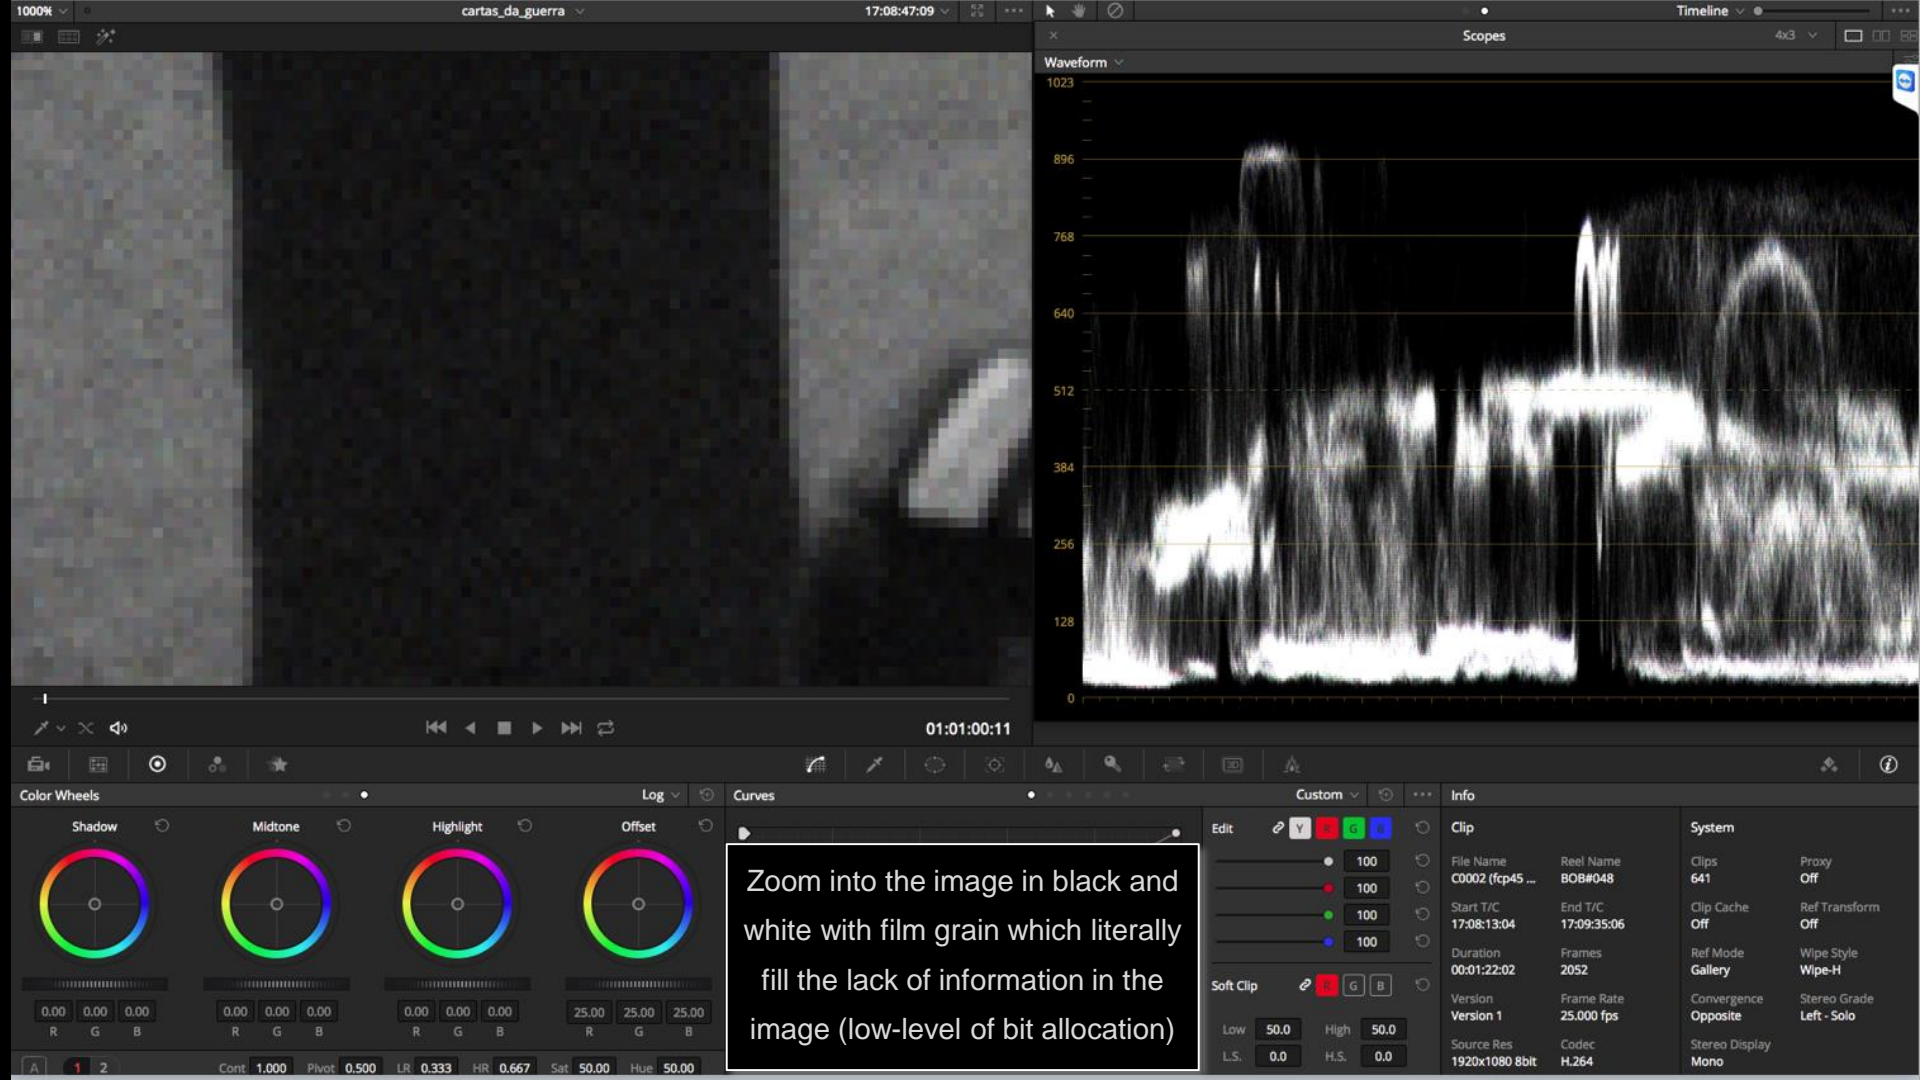 1000%
cartas_da_guerra
17:08:47:09
Timeline
Scopes
4x3
Waveform
1023
896
768
640
512
384
256
128
0
01:01:00:11
Color Wheels
Log
Shadow
Midtone
Highlight
Offset
0.00 0.00 0.00
R G B
0.00 0.00 0.00
R G B
0.00 0.00 0.00
R G B
25.00 25.00 25.00
R G B
A 1 2
Cont 1.000 Pivot 0.500 LR 0.333 HR 0.667 Sat 50.00 Hue 50.00
Curves
Custom
Zoom into the image in black and
white with film grain which literally
fill the lack of information in the
image (low-level of bit allocation)
Edit Y R G B
100
100
100
100
Soft Clip R G B
Low 50.0 High 50.0
L.S. 0.0 H.S. 0.0
3D
Info
Clip
File Name Reel Name
C0002 (fcp45 ... BOB#048
Start T/C End T/C
17:08:13:04 17:09:35:06
Duration Frames
00:01:22:02 2052
Version Frame Rate
Version 1 25.000 fps
Source Res Codec
1920x1080 8bit H.264
System
Clips Proxy
641 Off
Clip Cache Ref Transform
Off Off
Ref Mode Wipe Style
Gallery Wipe-H
Convergence Stereo Grade
Opposite Left - Solo
Stereo Display
Mono